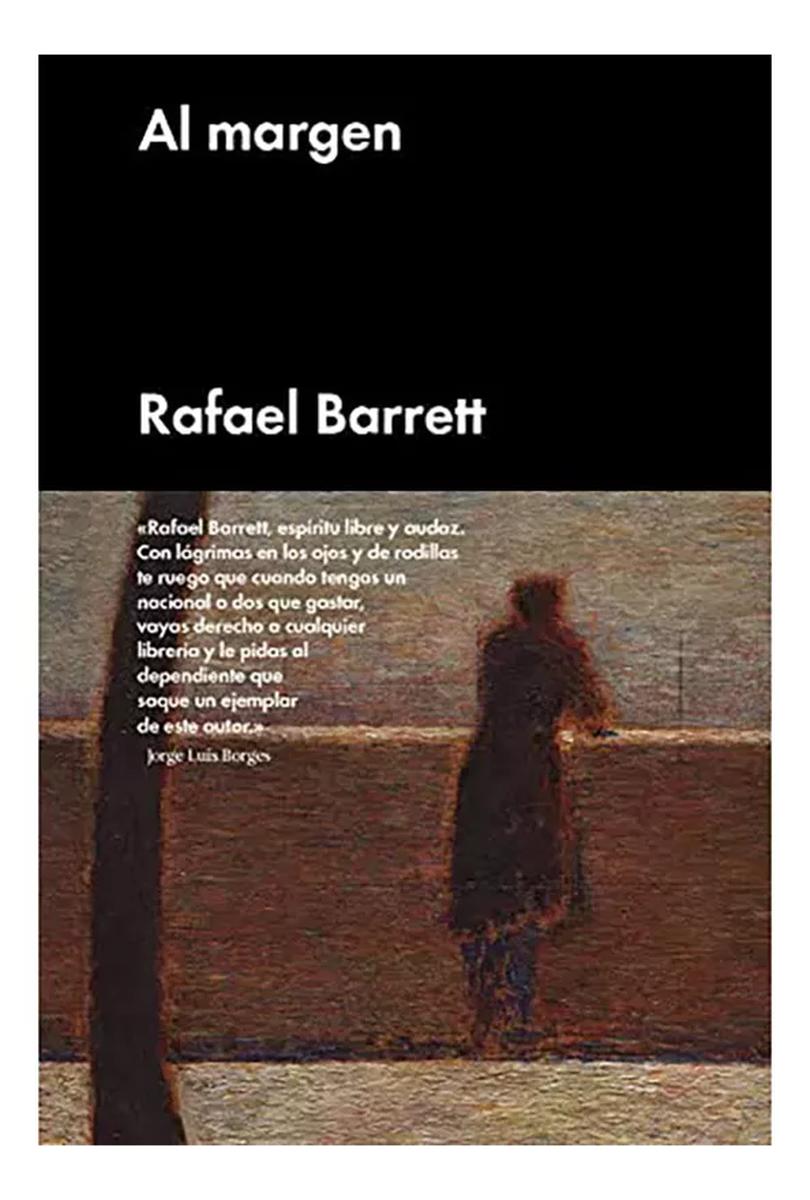 Al margen
Rafael Barrett
«Rafael Barrett, espíritu libre y audaz.
Con lágrimas en los ojos y de rodillas
te ruego que cuando tengas un
nacional o dos que gastar,
vayas derecho a cualquier
librería y le pidas al
dependiente que
saque un ejemplar
de este autor.»
Jorge Luis Borges